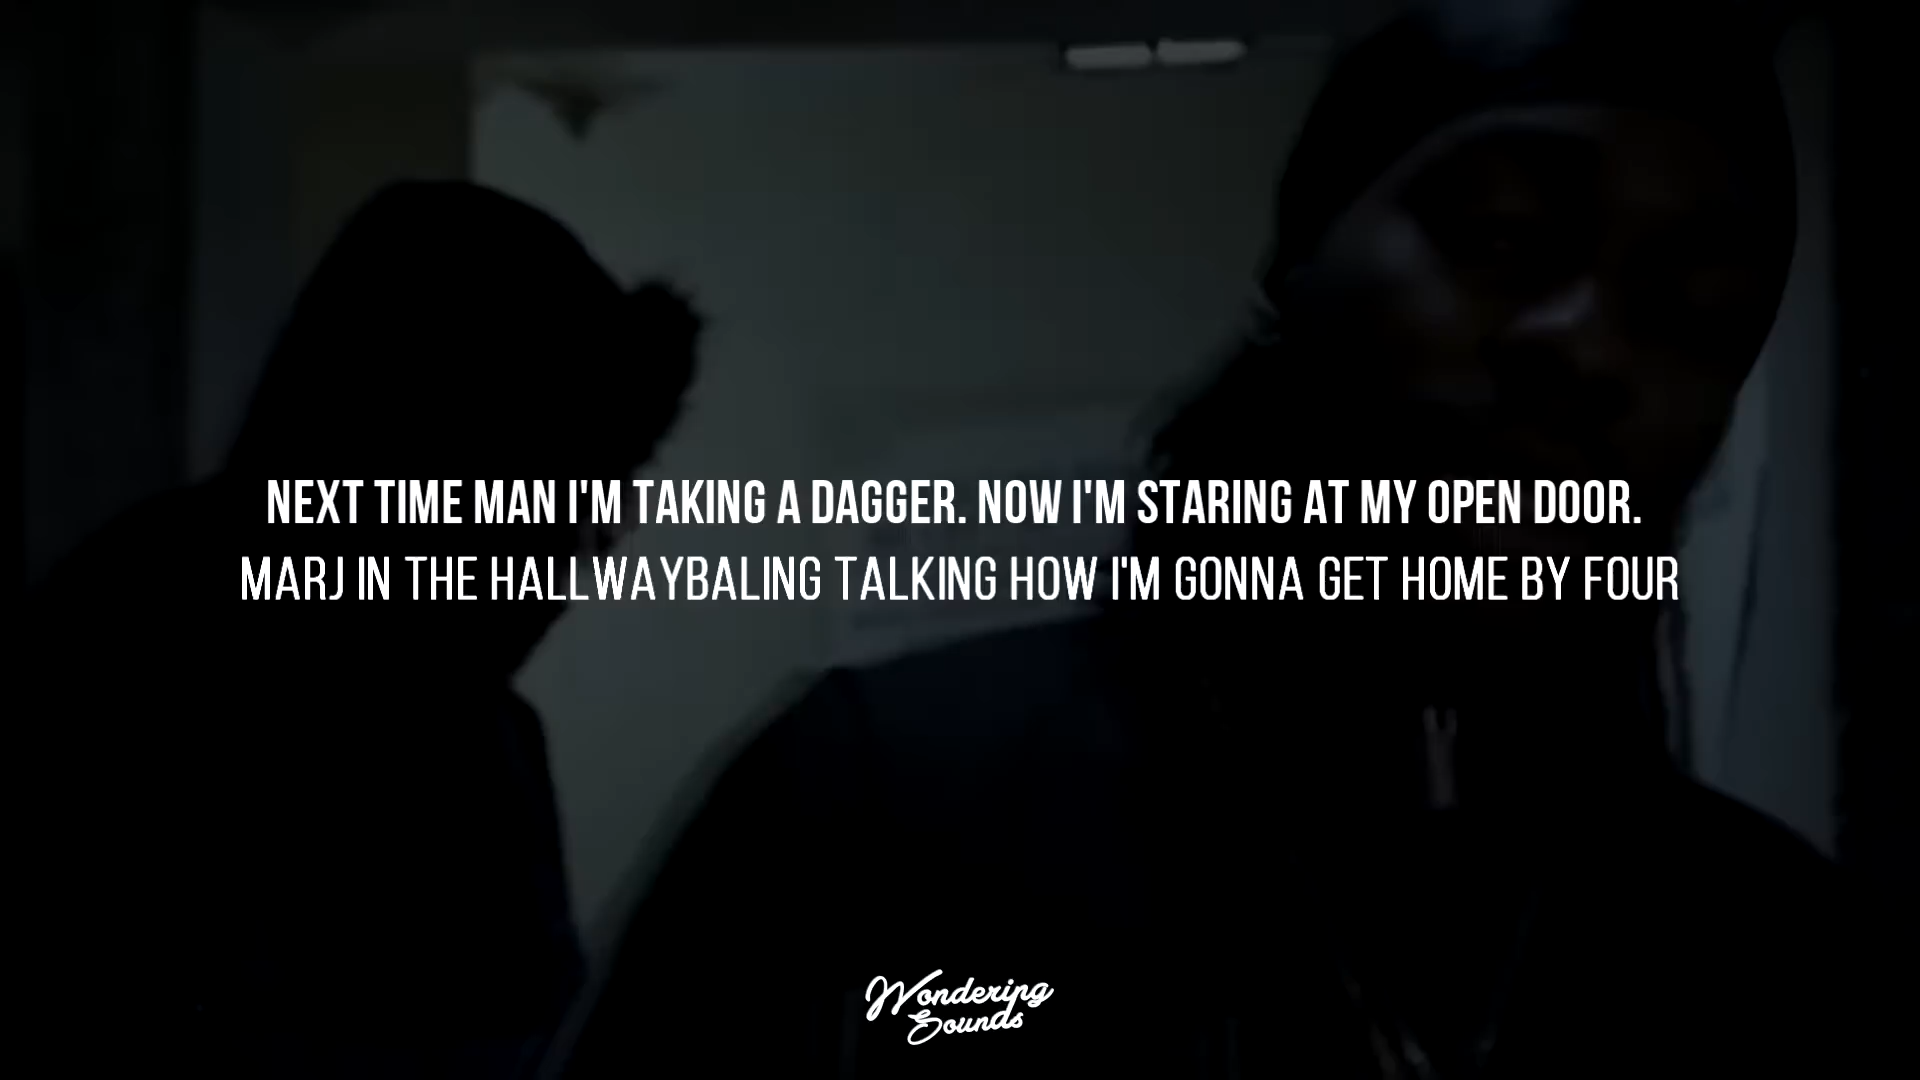 NEXT TIME MAN I'M TAKING A DAGGER. NOW I'M STARING AT MY OPEN DOOR.
MARJ IN THE HALLWAYBALING TALKING HOW I'M GONNA GET HOME BY FOUR
Wondering
Sounds